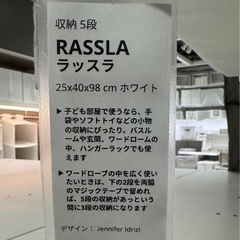 収納 5段
RASSLA
ラッスラ
25x40x98 cm ホワイト
▶ 子ども部屋で使うなら、手
袋やソフトトイなどの小物
の収納にぴったり。バスルー
ムや玄関、ワードローブの
中、ハンガーラックでも使
えます
▶ ワードローブの中を広く使
いたいときは、下の2段を両脇
のマジックテープで留めれ
ば、5段の収納があっという
間に3段の収納になります
デザイン： Jennifer Idrizi